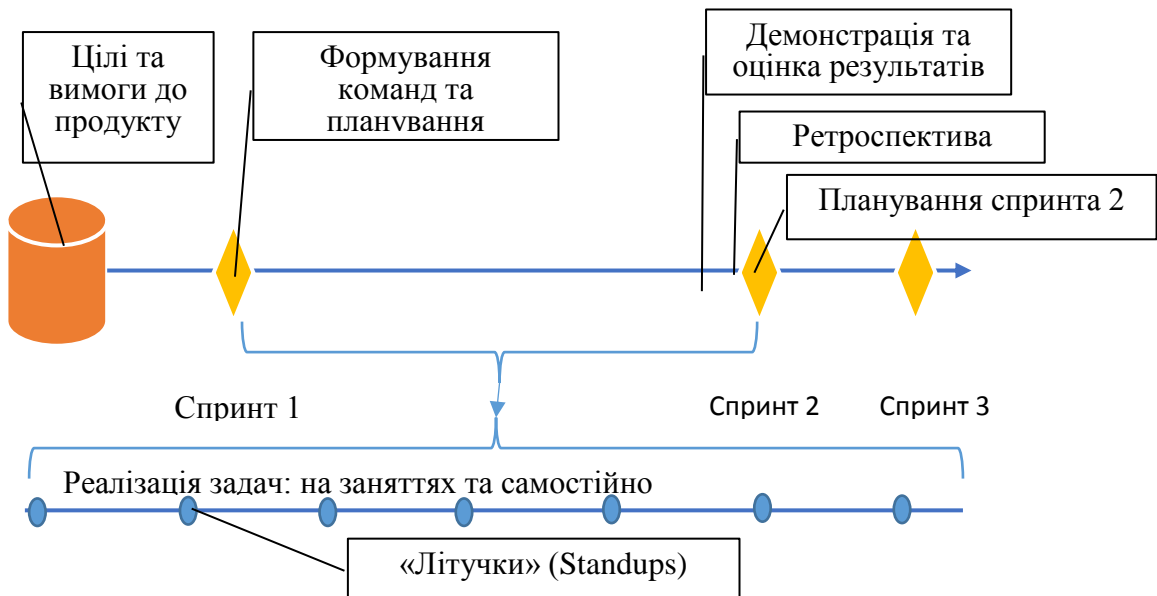 Цілі та
вимоги до
продукту
Формування
команд та
планування
Демонстрація та
оцінка результатів
Ретроспектива
Планування спринта 2
Спринт 1
Спринт 2
Спринт 3
Реалізація задач: на заняттях та самостійно
«Літучки» (Standups)